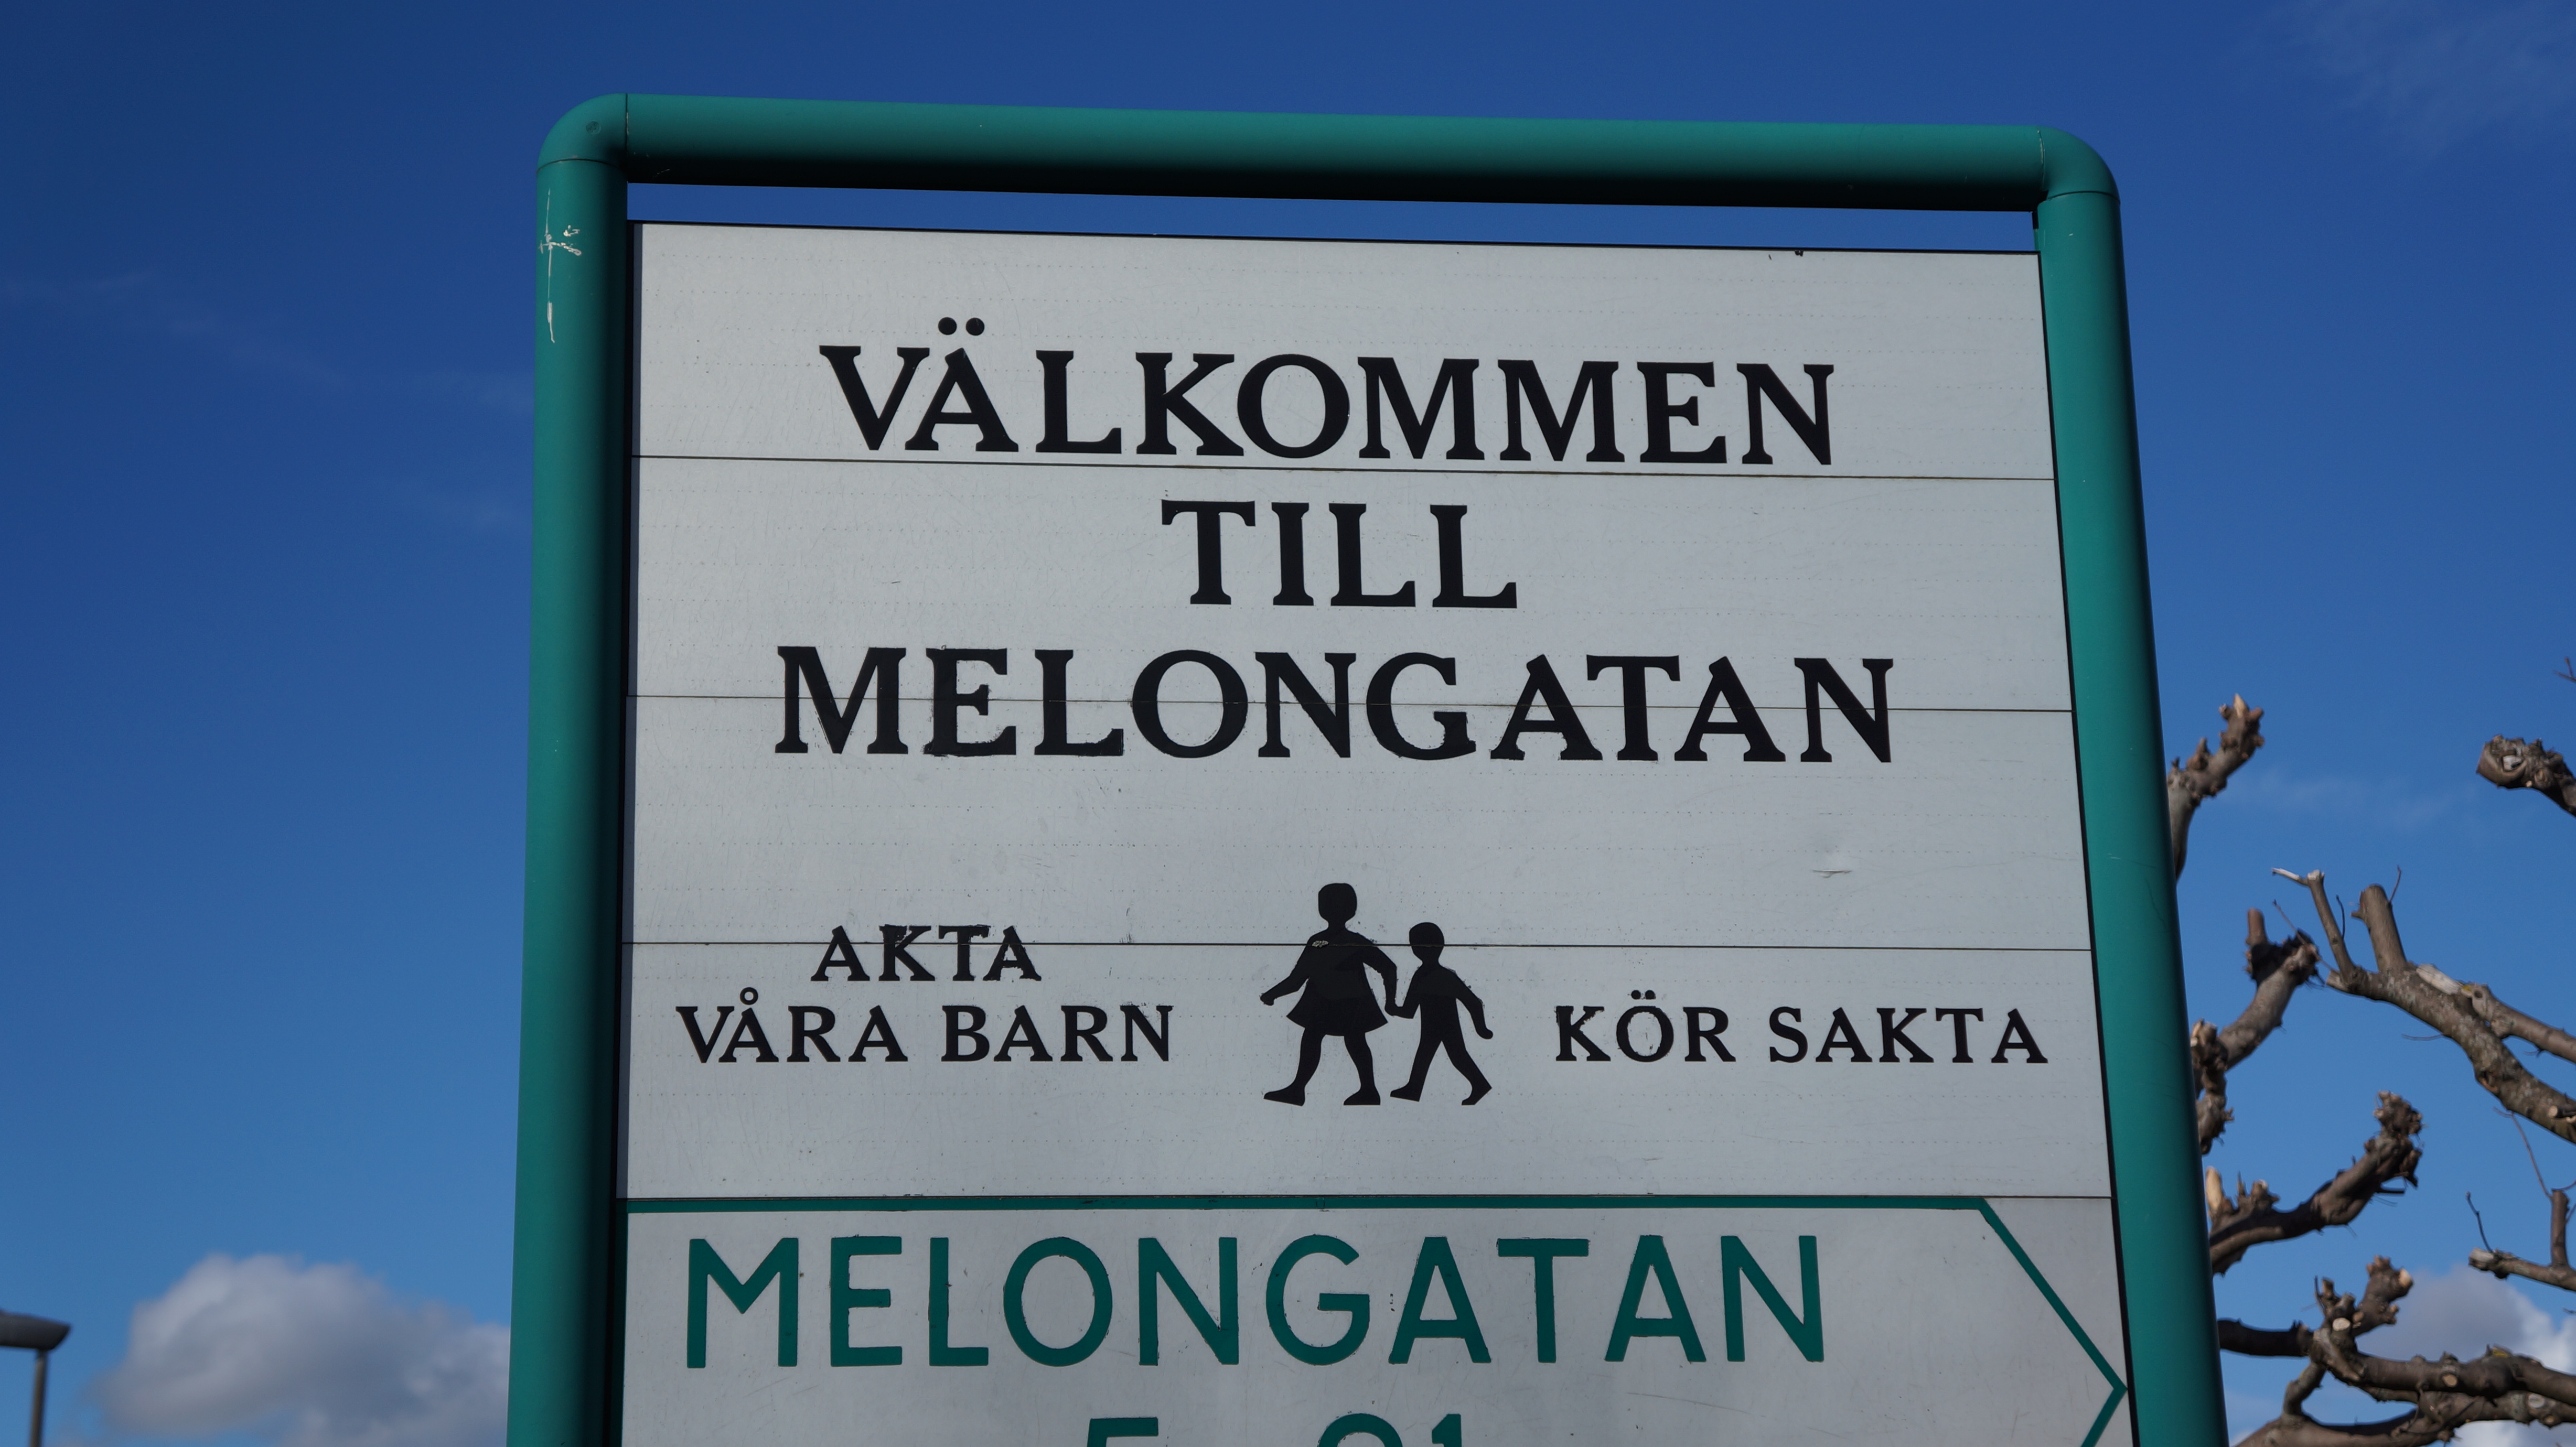 VÄLKOMMEN
TILL
MELONGATAN
AKTA
VÅRA BARN
KÖR SAKTA
MELONGATAN